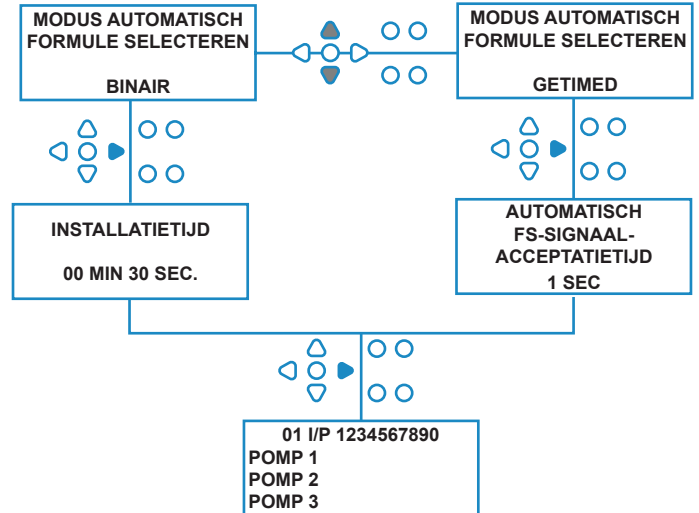 MODUS AUTOMATISCH
FORMULE SELECTEREN
BINAIR
MODUS AUTOMATISCH
FORMULE SELECTEREN
GETIMED
INSTALLATIETIJD
00 MIN 30 SEC.
AUTOMATISCH
FS-SIGNAAL-
ACCEPTATIETIJD
1 SEC
01 I/P 1234567890
POMP 1
POMP 2
POMP 3